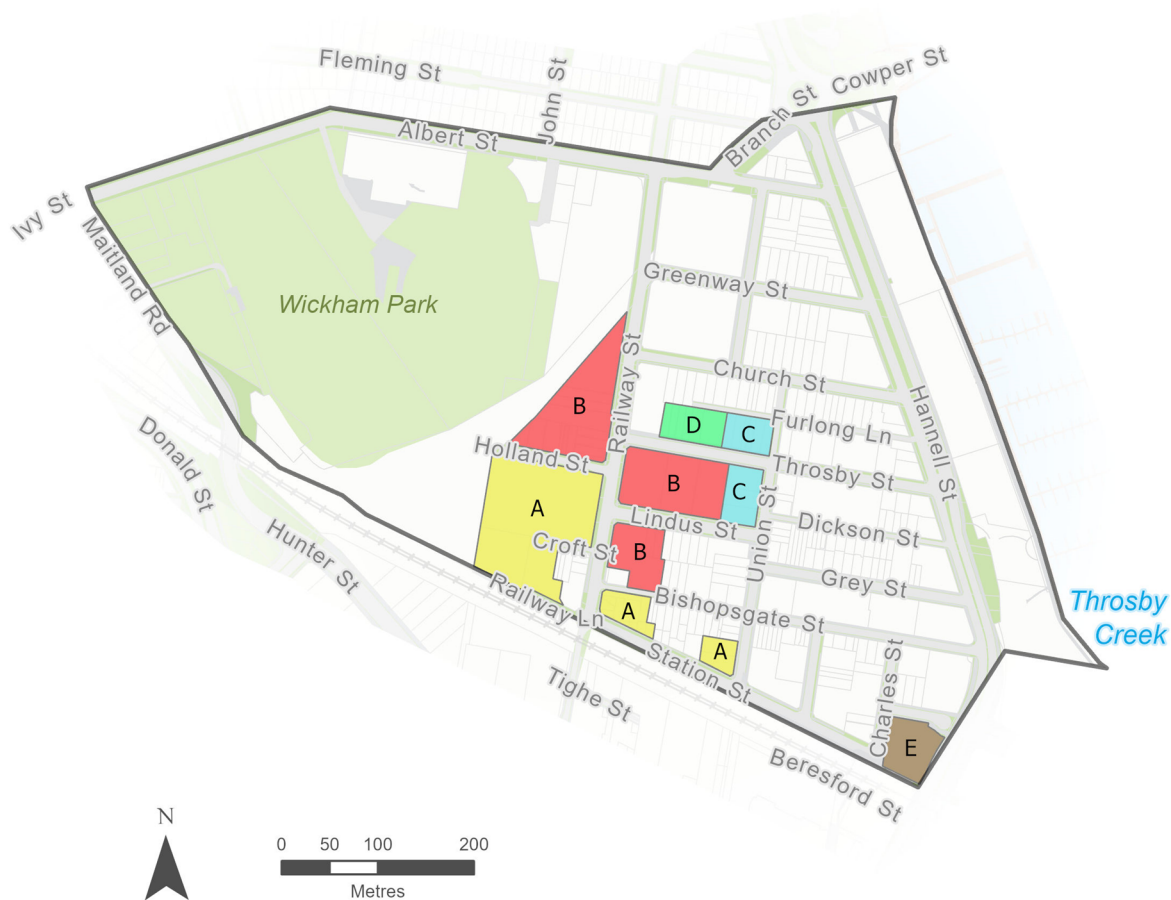 Fleming St
John St
Cowper St
Branch St
Albert St
Ivy St
Maitland Rd
Wickham Park
Greenway St
Railway St
Church St
Hannell St
B
D
C
Furlong Ln
Donald St
Holland St
Throsby St
B
C
A
Lindus St
Dickson St
Union St
Croft St
B
Hunter St
Grey St
Railway Ln
A
Bishopsgate St
Throsby
Creek
A
Station St
Charles St
Tighe St
E
Beresford St
N
0 50 100 200
Metres